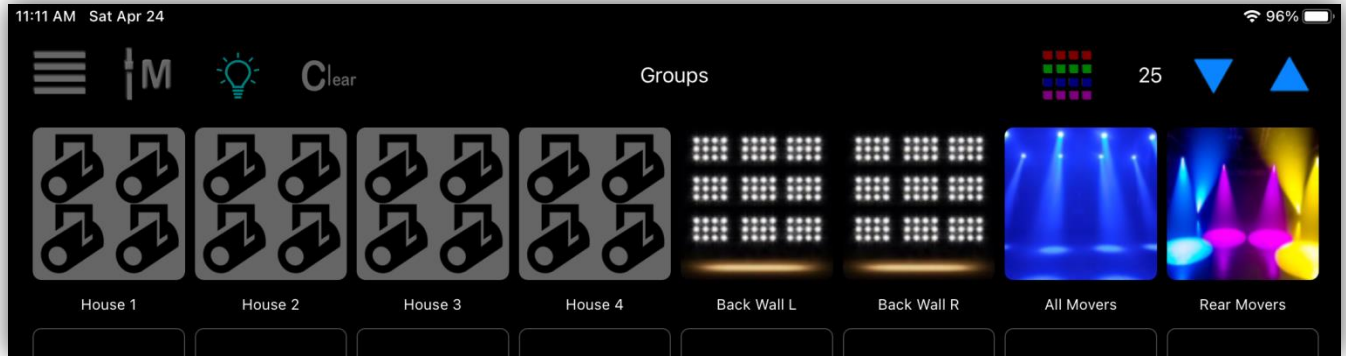 11:11 AM Sat Apr 24 96%
M Clear Groups 25
House 1 House 2 House 3 House 4 Back Wall L Back Wall R All Movers Rear Movers